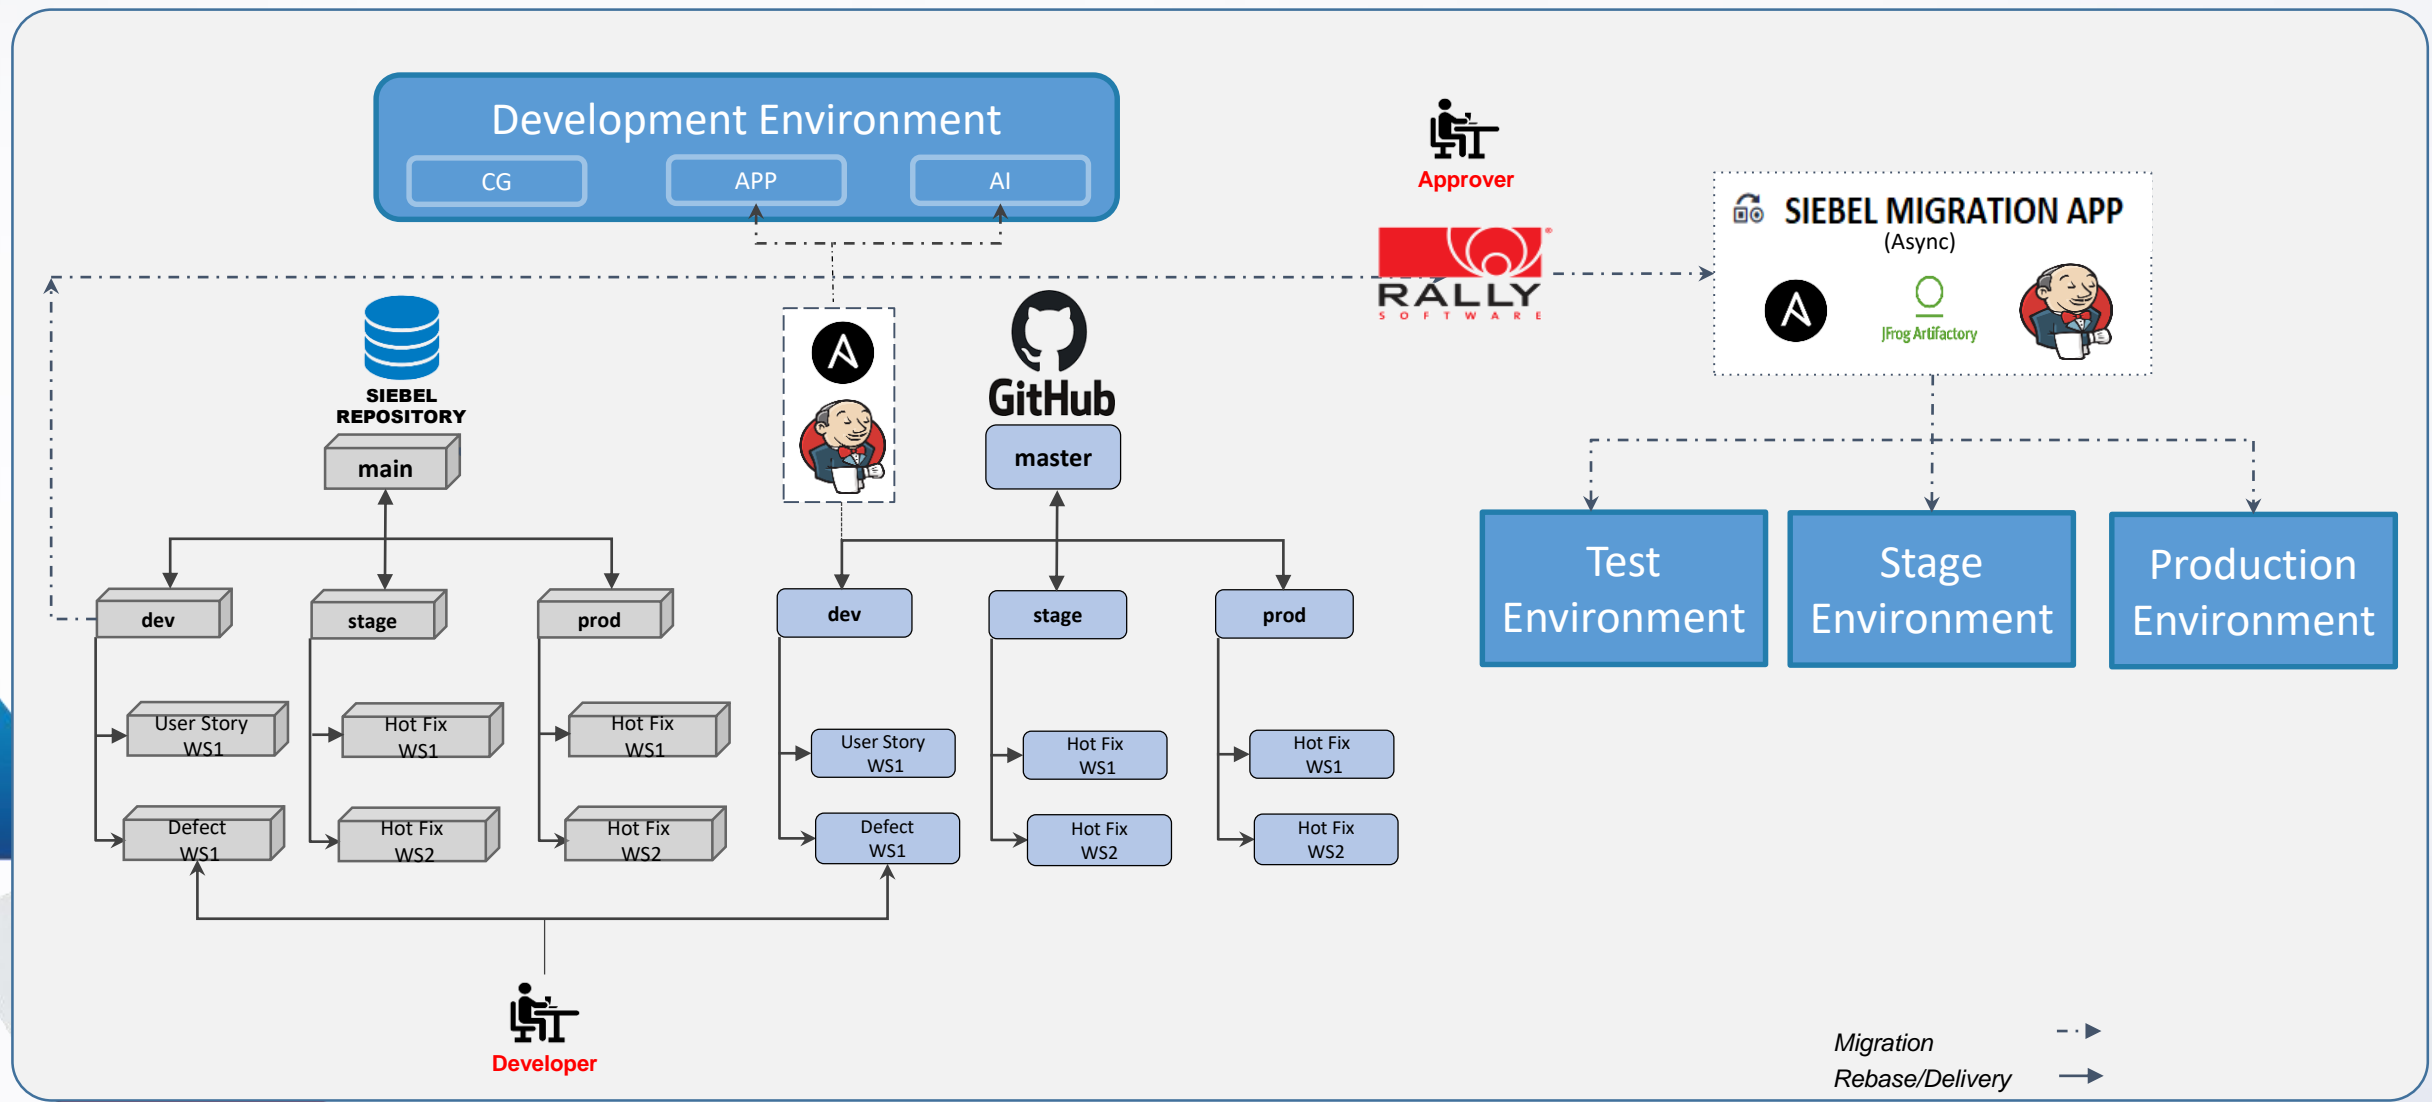 Development Environment
CG
APP
AI
Approver
RALLY
SOFTWARE
®
SIEBEL MIGRATION APP
(Async)
JFrog Artifactory
SIEBEL
REPOSITORY
GitHub
main
master
dev
stage
prod
dev
stage
prod
Test
Environment
Stage
Environment
Production
Environment
User Story
WS1
Hot Fix
WS1
Hot Fix
WS1
User Story
WS1
Hot Fix
WS1
Hot Fix
WS1
Defect
WS1
Hot Fix
WS2
Hot Fix
WS2
Defect
WS1
Hot Fix
WS2
Hot Fix
WS2
Developer
Migration
Rebase/Delivery